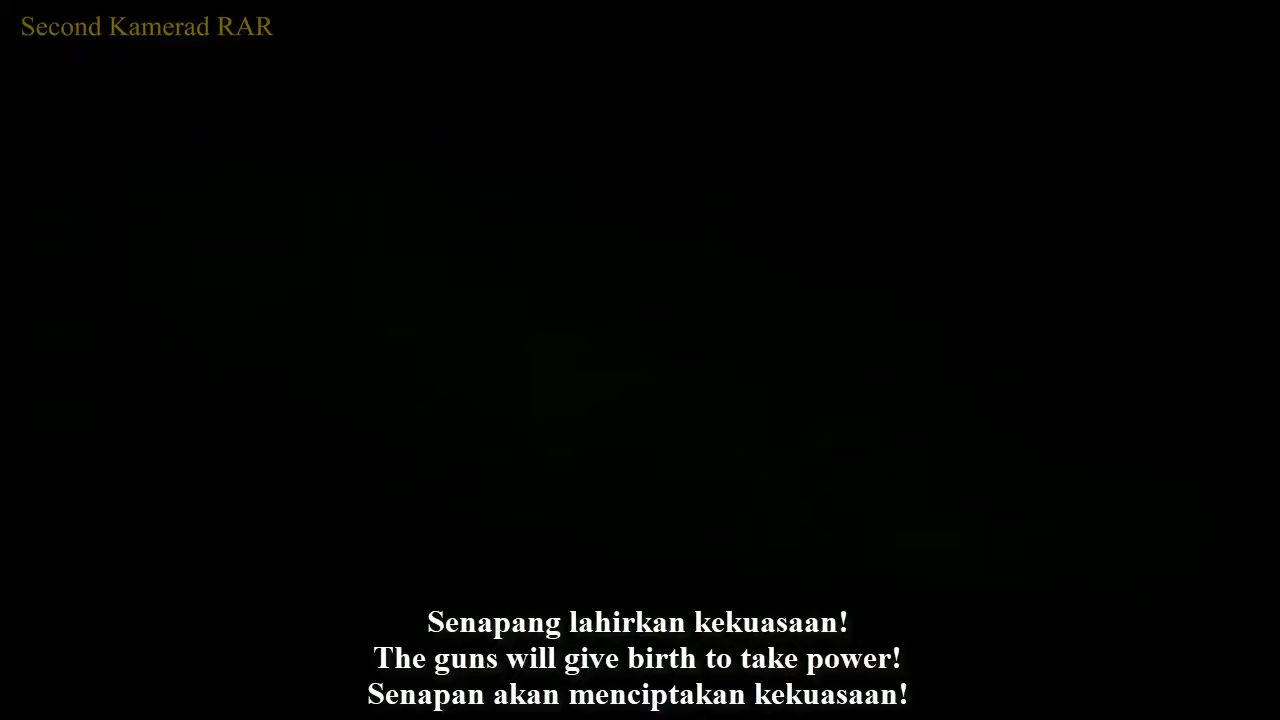 Second Kamerad RAR
Senapang lahirkan kekuasaan!
The guns will give birth to take power!
Senapan akan menciptakan kekuasaan!